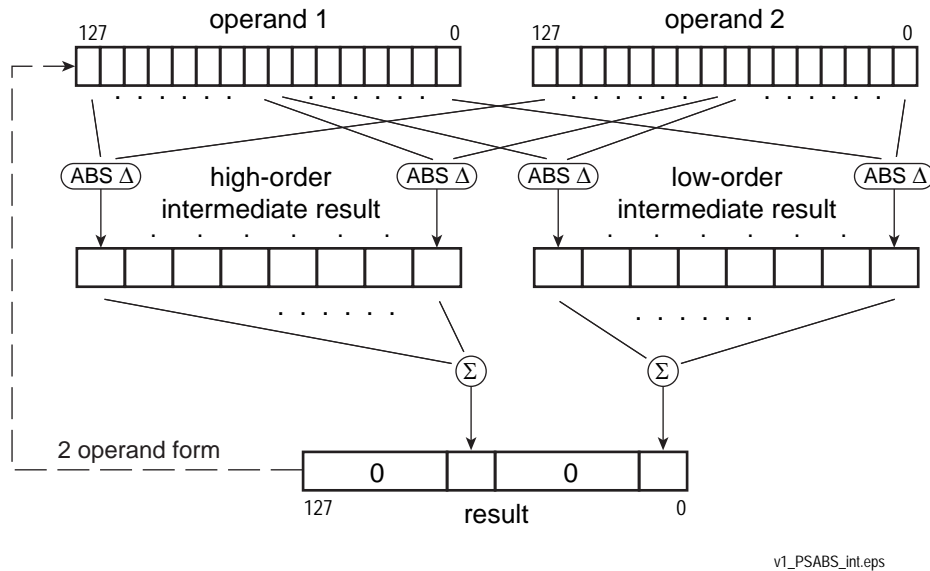 operand 1 operand 2
127 0 127 0
. . . . . . . . . . . . . . . . . . . . . . . .
ABS Δ high-order ABS Δ ABS Δ low-order ABS Δ
intermediate result intermediate result
. . . . . . . . . . . .
. . . . . . . . . . . .
Σ Σ
2 operand form
0 0
127 result 0
v1_PSABS_int.eps